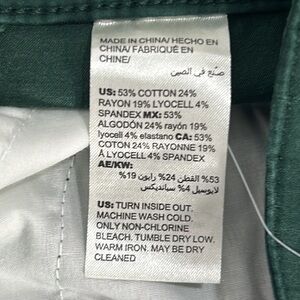 MADE IN CHINA/ HECHO EN
CHINA/ FABRIQUÉ EN
CHINE/
صنع في الصين
US: 53% COTTON 24%
RAYON 19% LYOCELL 4%
SPANDEX MX: 53%
ALGODÓN 24% rayón 19%
lyocell 4% elastano CA: 53%
COTON 24% RAYONNE 19%
Â LYOCELL 4% SPANDEX
AE/KW:
53% القطن 24% رايون 19%
لايوسيل 4% سبانديكس
US: TURN INSIDE OUT.
MACHINE WASH COLD.
ONLY NON-CHLORINE
BLEACH. TUMBLE DRY LOW.
WARM IRON. MAY BE DRY
CLEANED